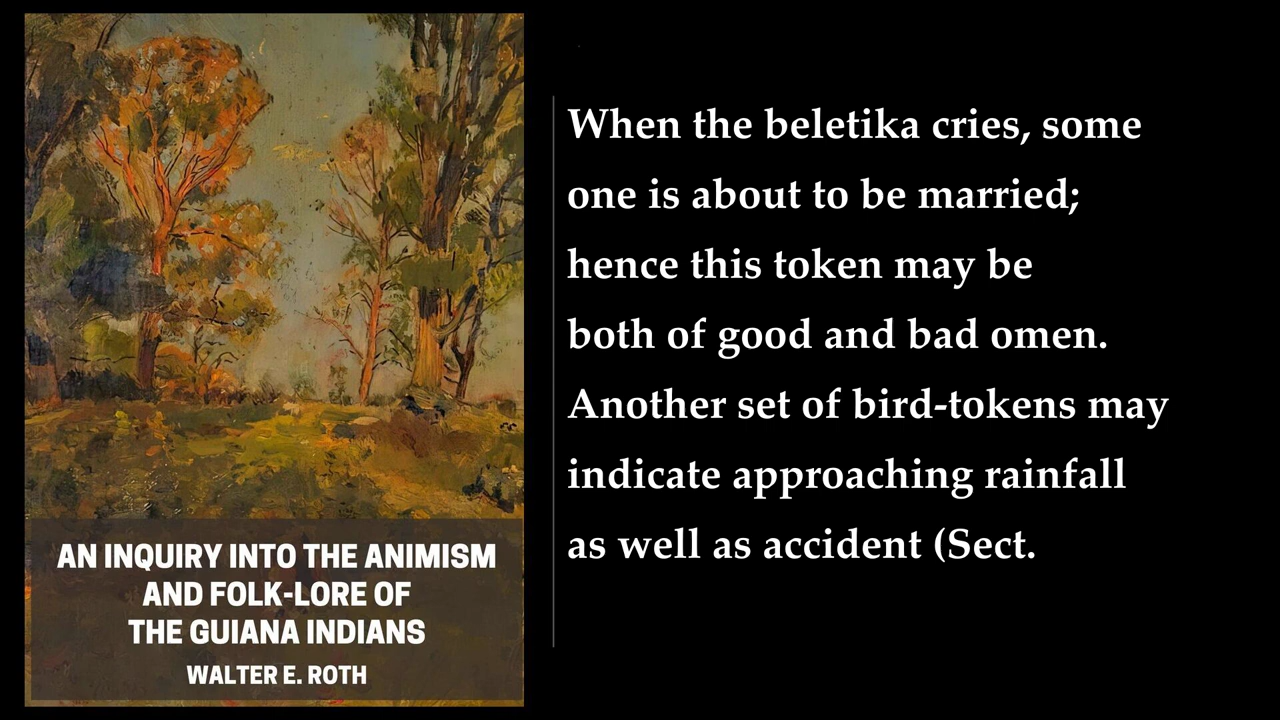 AN INQUIRY INTO THE ANIMISM
AND FOLK-LORE OF
THE GUIANA INDIANS
WALTER E. ROTH
When the beletika cries, some
one is about to be married;
hence this token may be
both of good and bad omen.
Another set of bird-tokens may
indicate approaching rainfall
as well as accident (Sect.